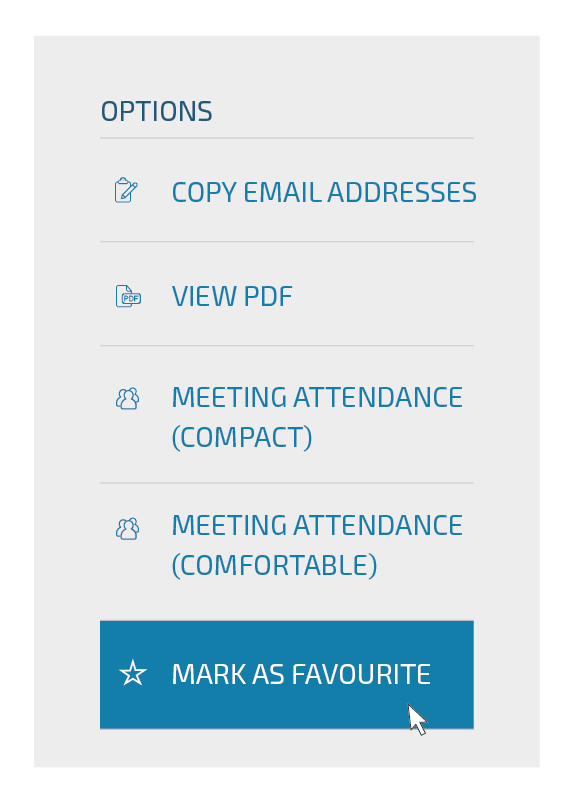 OPTIONS
COPY EMAIL ADDRESSES
PDF
VIEW PDF
MEETING ATTENDANCE
(COMPACT)
MEETING ATTENDANCE
(COMFORTABLE)
MARK AS FAVOURITE